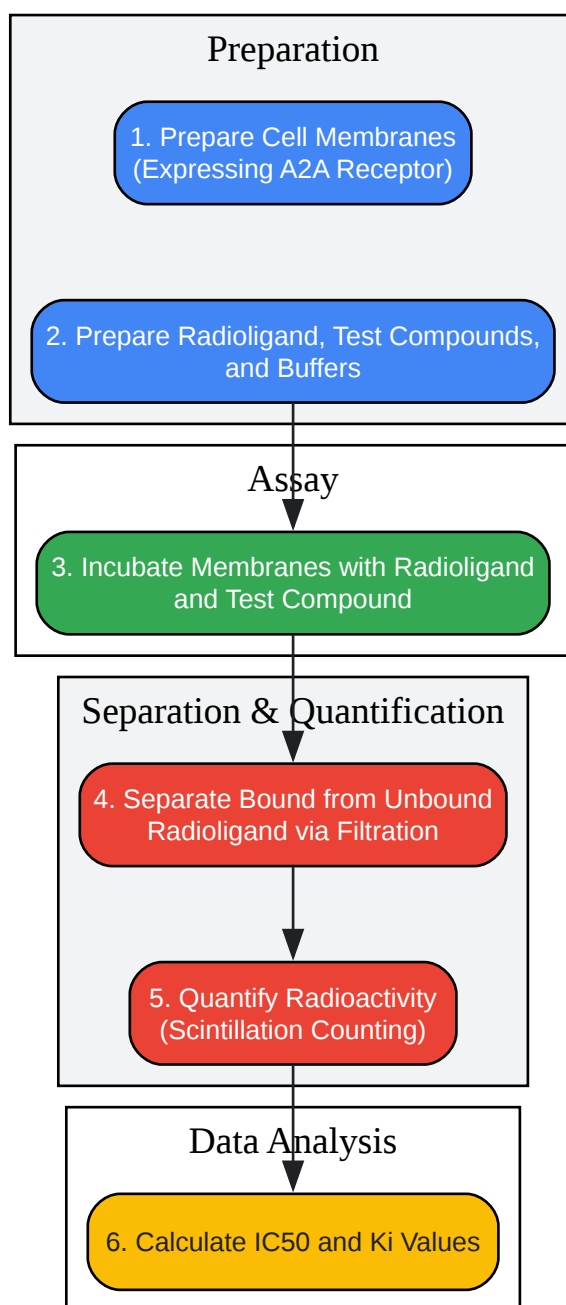 Preparation
1. Prepare Cell Membranes
(Expressing A2A Receptor)
2. Prepare Radioligand, Test Compounds,
and Buffers
Assay
3. Incubate Membranes with Radioligand
and Test Compound
Separation & Quantification
4. Separate Bound from Unbound
Radioligand via Filtration
5. Quantify Radioactivity
(Scintillation Counting)
Data Analysis
6. Calculate IC50 and Ki Values